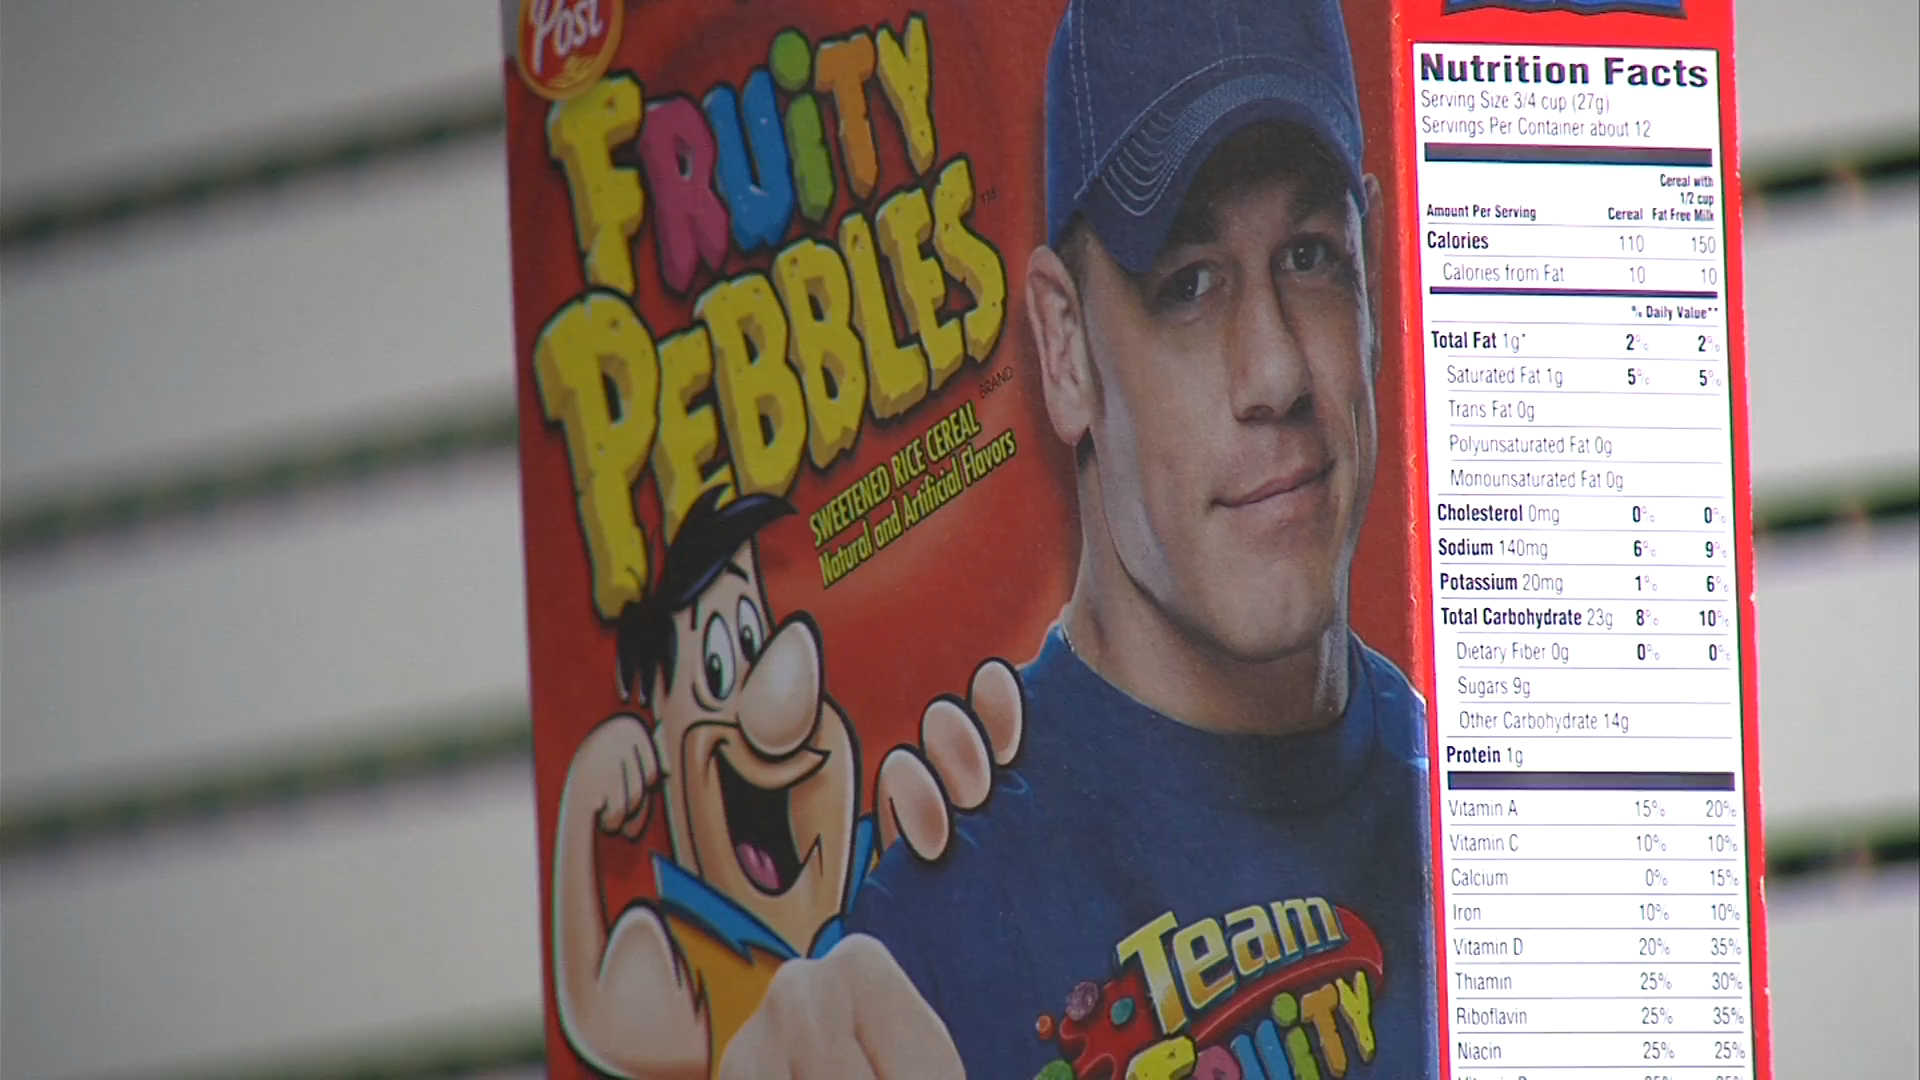 Post
FRUITY
PEBBLES
™
BRAND
SWEETENED RICE CEREAL
Natural and Artificial Flavors
Team
FRUITY
Nutrition Facts
Serving Size 3/4 cup (27g)
Servings Per Container about 12
Cereal with
1/2 cup
Amount Per Serving Cereal Fat Free Milk
Calories 110 150
Calories from Fat 10 10
% Daily Value**
Total Fat 1g* 2% 2%
Saturated Fat 1g 5% 5%
Trans Fat 0g
Polyunsaturated Fat 0g
Monounsaturated Fat 0g
Cholesterol 0mg 0% 0%
Sodium 140mg 6% 9%
Potassium 20mg 1% 6%
Total Carbohydrate 23g 8% 10%
Dietary Fiber 0g 0% 0%
Sugars 9g
Other Carbohydrate 14g
Protein 1g
Vitamin A 15% 20%
Vitamin C 10% 10%
Calcium 0% 15%
Iron 10% 10%
Vitamin D 20% 35%
Thiamin 25% 30%
Riboflavin 25% 35%
Niacin 25% 25%